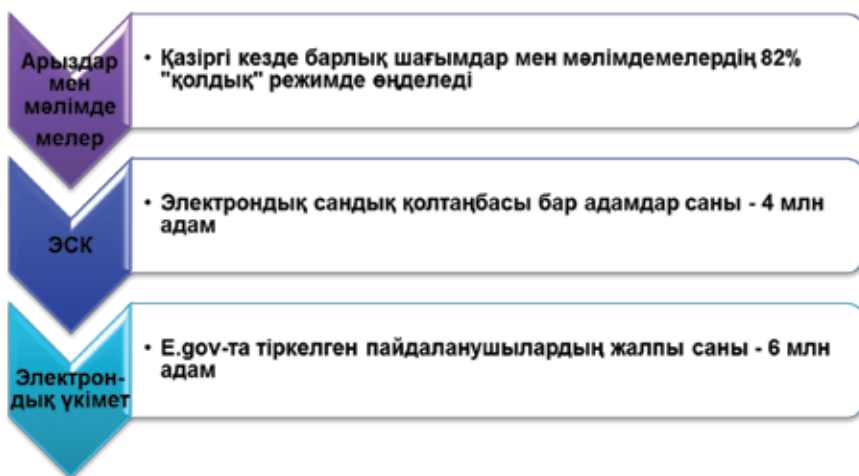 Арыздар
мен
мәлімде
мелер
• Қазіргі кезде барлық шағымдар мен мәлімдемелердің 82%
"қолдық" режимде өңделеді
ЭСК
• Электрондық сандық қолтаңбасы бар адамдар саны - 4 млн
адам
Электрон-
дық үкімет
• E.gov-та тіркелген пайдаланушылардың жалпы саны - 6 млн
адам